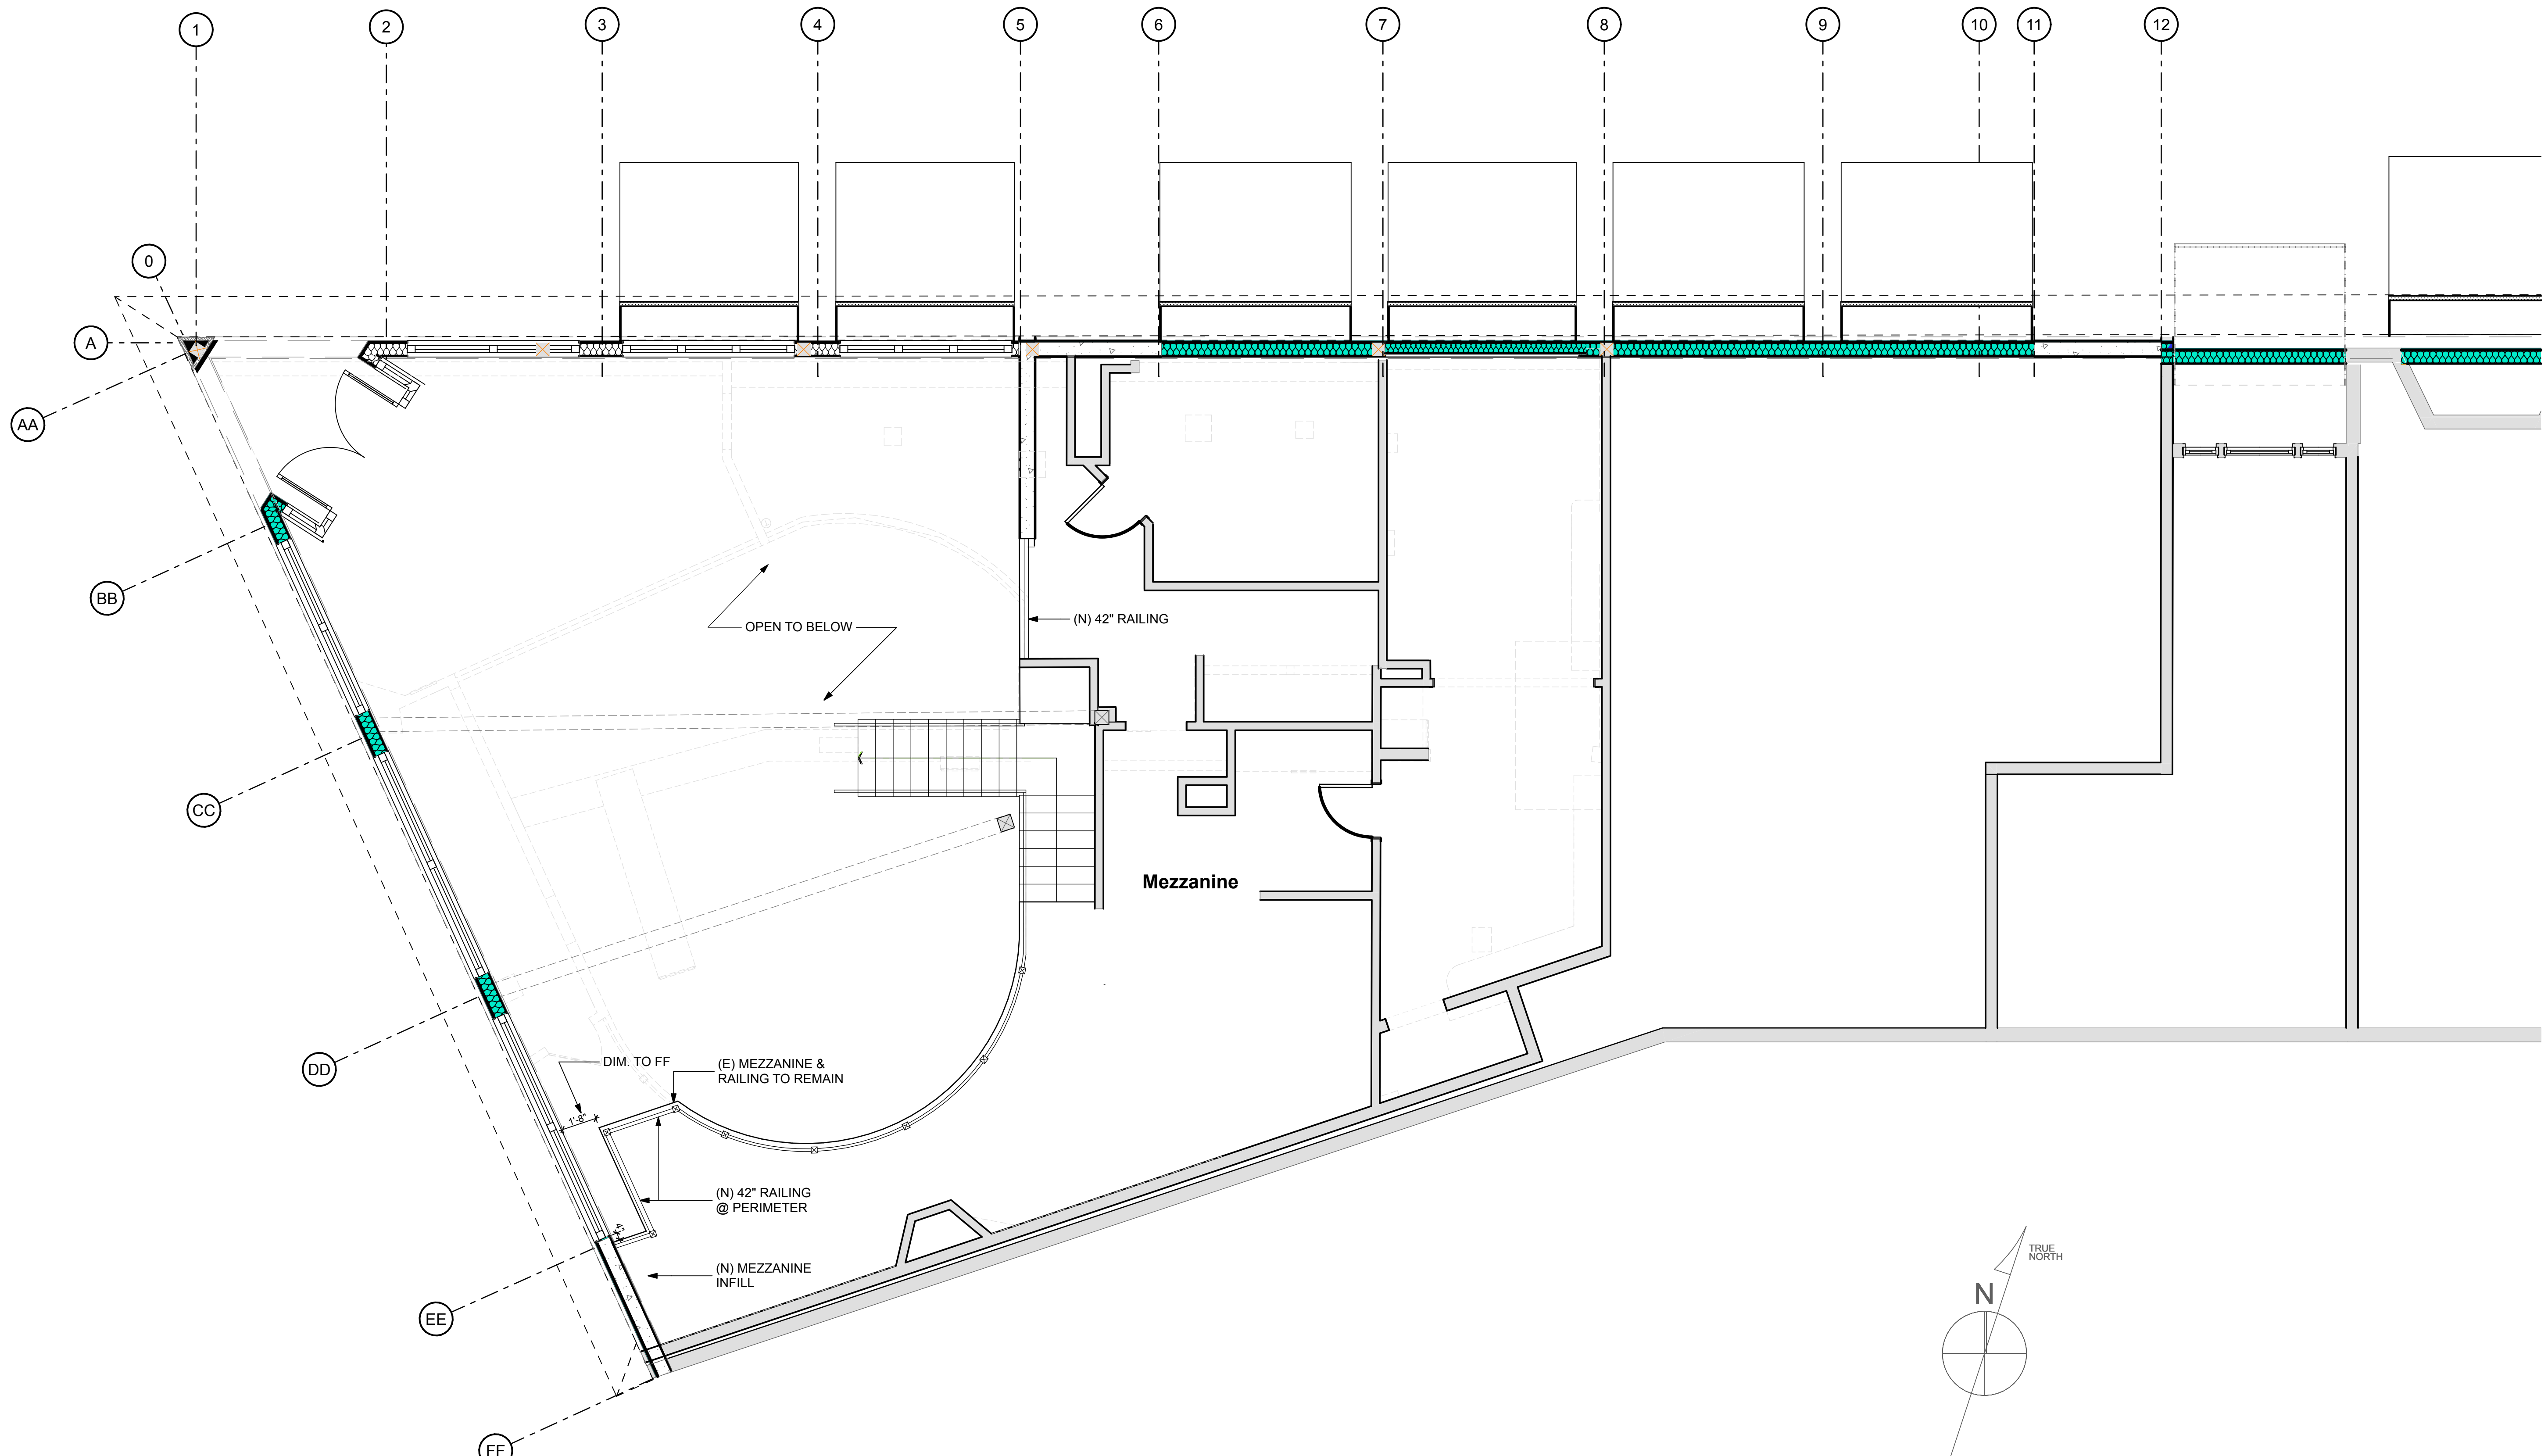 1
2
3
4
5
6
7
8
9
10
11
12
0
A
AA
BB
CC
DD
EE
FF
(N) 42" RAILING
OPEN TO BELOW
Mezzanine
DIM. TO FF
(E) MEZZANINE &
RAILING TO REMAIN
1'-8"
(N) 42" RAILING
@ PERIMETER
4"
(N) MEZZANINE
INFILL
TRUE
NORTH
N